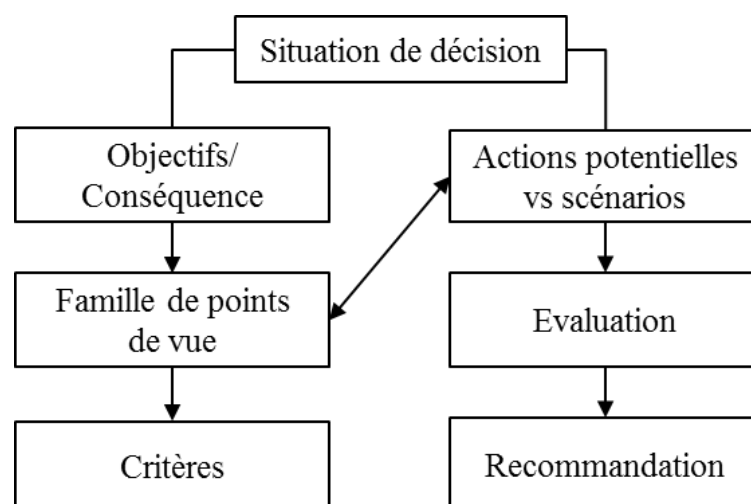 Situation de décision
Objectifs/
Conséquence
Actions potentielles
vs scénarios
Famille de points
de vue
Evaluation
Critères
Recommandation